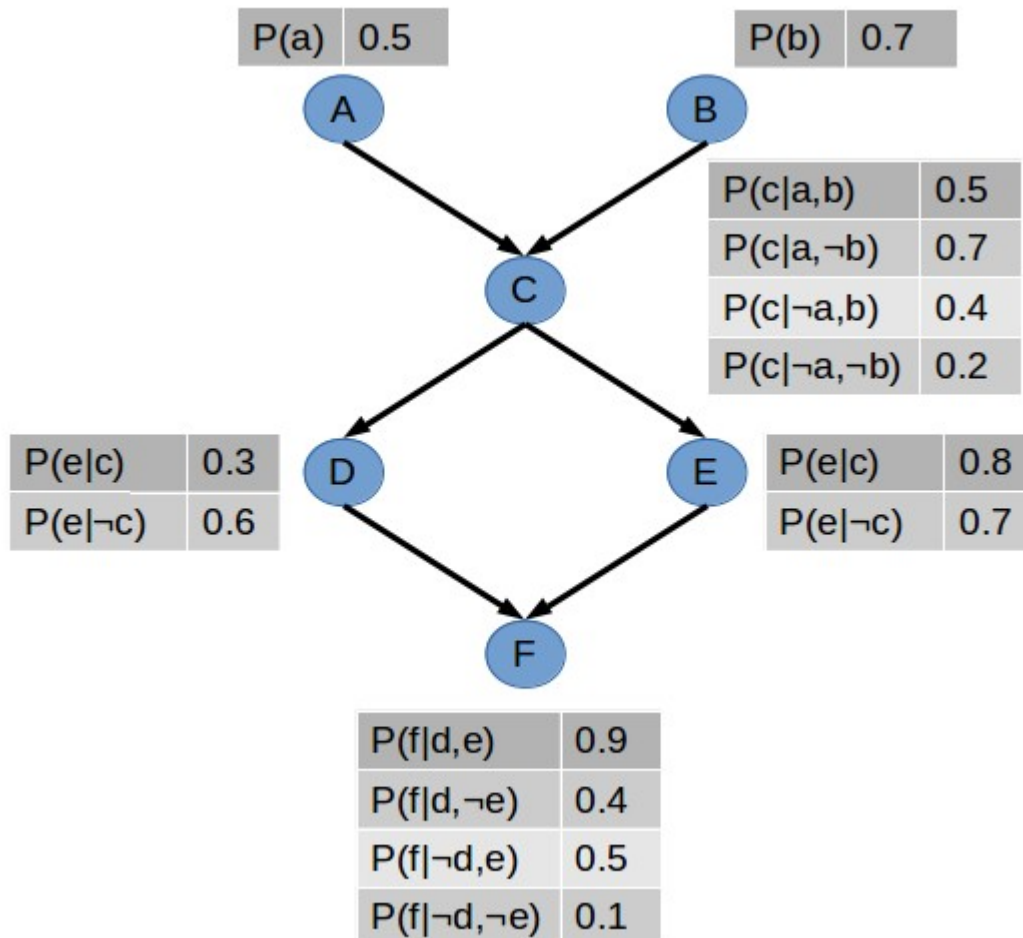 P(a) 0.5
P(b) 0.7
A
B
P(c|a,b) 0.5
P(c|a,¬b) 0.7
P(c|¬a,b) 0.4
P(c|¬a,¬b) 0.2
C
P(e|c) 0.3
P(e|¬c) 0.6
D
E
P(e|c) 0.8
P(e|¬c) 0.7
F
P(f|d,e) 0.9
P(f|d,¬e) 0.4
P(f|¬d,e) 0.5
P(f|¬d,¬e) 0.1